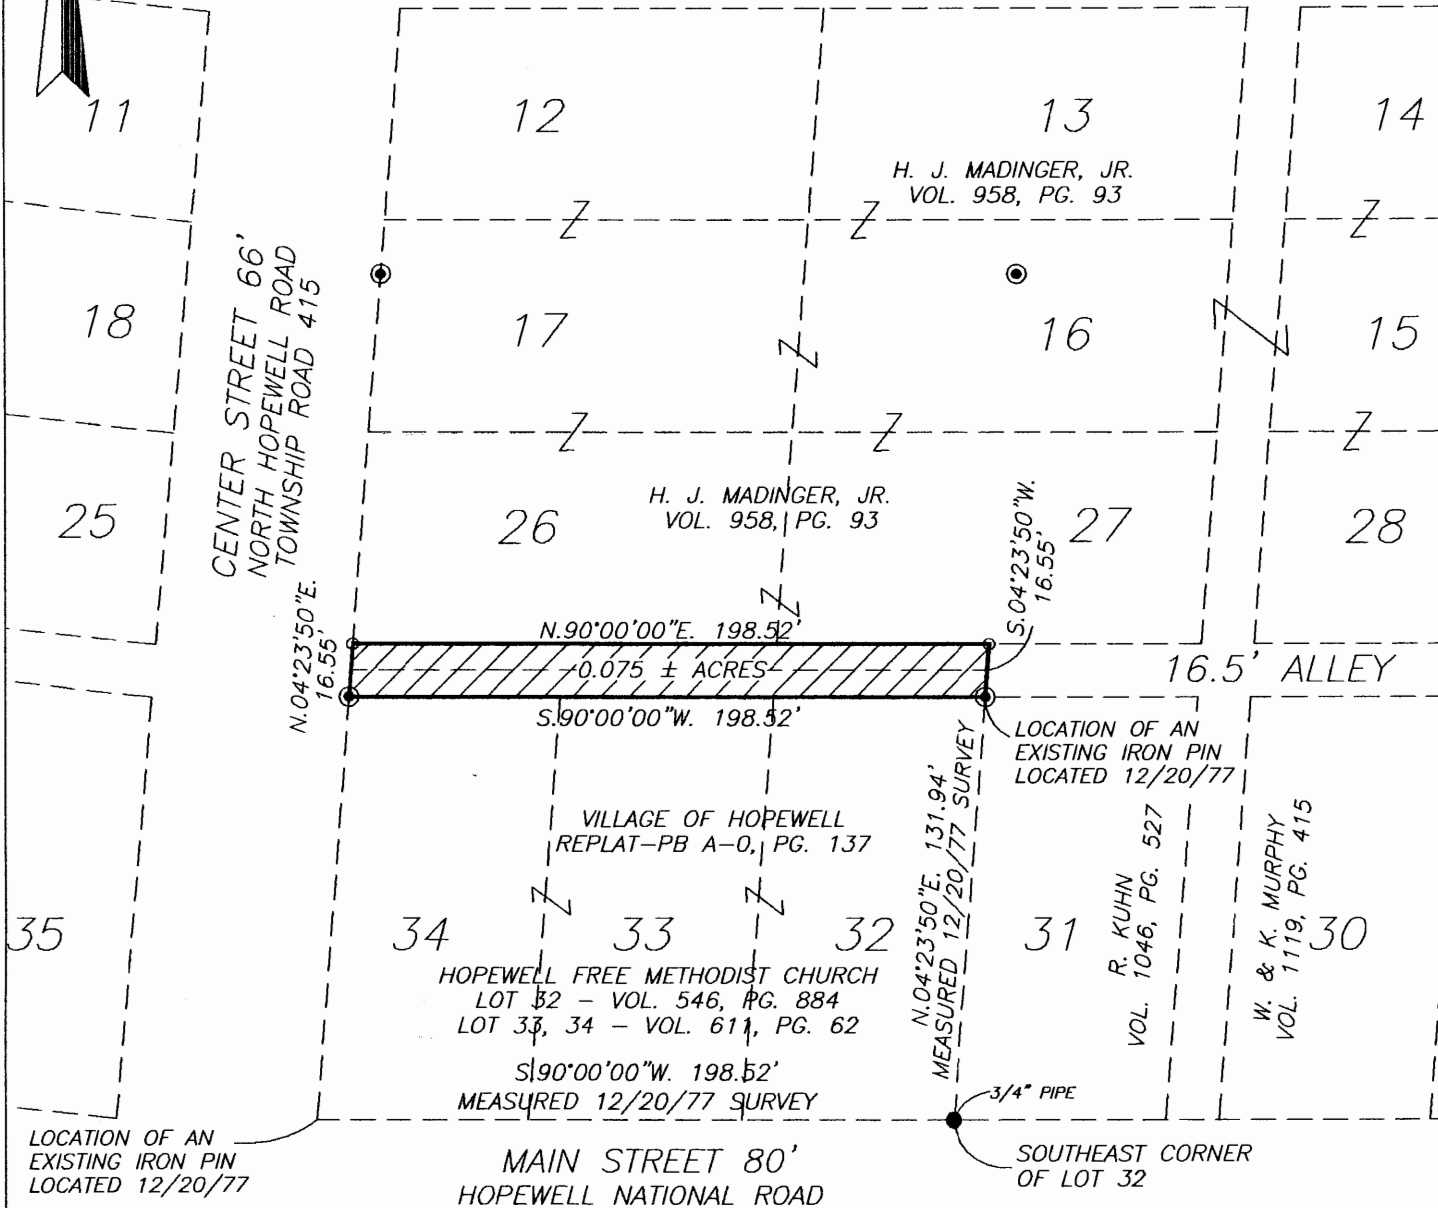 11
12
13
14
H. J. MADINGER, JR.
VOL. 958, PG. 93
CENTER STREET 66'
NORTH HOPEWELL ROAD
TOWNSHIP ROAD 415
18
17
16
15
25
26
H. J. MADINGER, JR.
VOL. 958, PG. 93
27
28
N.04°23'50"E.
16.55'
S.04°23'50"W.
16.55'
N.90°00'00"E. 198.52'
0.075 ± ACRES
S.90°00'00"W. 198.52'
16.5' ALLEY
LOCATION OF AN
EXISTING IRON PIN
LOCATED 12/20/77
VILLAGE OF HOPEWELL
REPLAT-PB A-0, PG. 137
N.04°23'50"E. 131.94'
MEASURED 12/20/77 SURVEY
R. KUHN
VOL. 1046, PG. 527
W. & K. MURPHY
VOL. 1119, PG. 415
35
34
33
32
31
30
HOPEWELL FREE METHODIST CHURCH
LOT 32 - VOL. 546, PG. 884
LOT 33, 34 - VOL. 611, PG. 62
S.90°00'00"W. 198.52'
MEASURED 12/20/77 SURVEY
3/4" PIPE
LOCATION OF AN
EXISTING IRON PIN
LOCATED 12/20/77
MAIN STREET 80'
HOPEWELL NATIONAL ROAD
SOUTHEAST CORNER
OF LOT 32